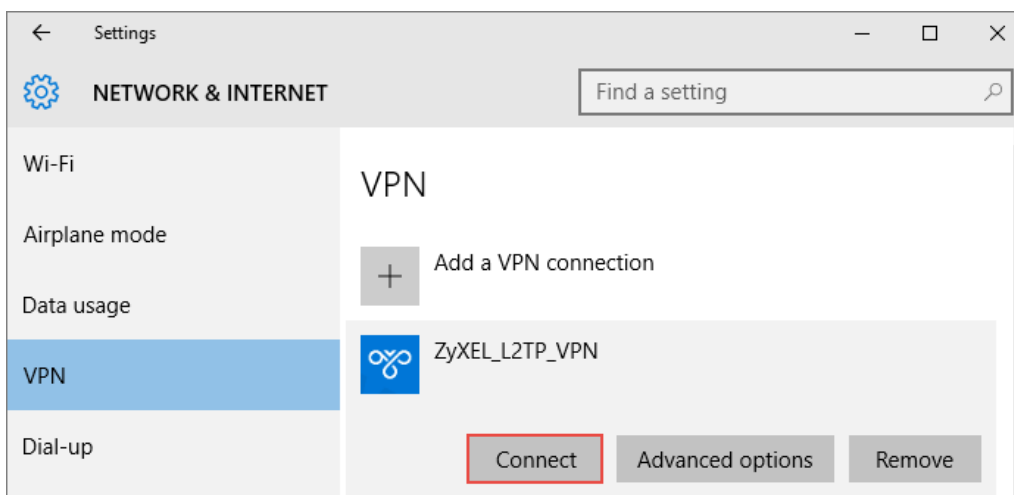 Settings
NETWORK & INTERNET
Find a setting
Wi-Fi
Airplane mode
Data usage
VPN
Dial-up
VPN
Add a VPN connection
ZyXEL_L2TP_VPN
Connect
Advanced options
Remove